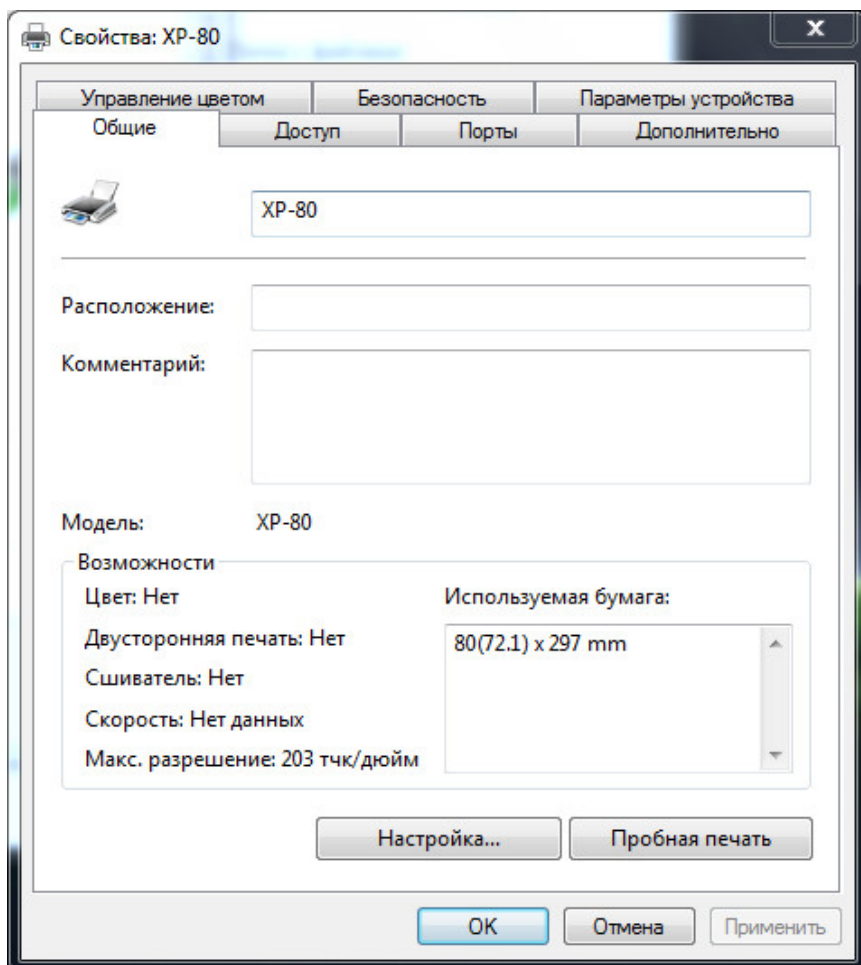 Свойства: XP-80
Управление цветом Безопасность Параметры устройства
Общие Доступ Порты Дополнительно
XP-80
Расположение:
Комментарий:
Модель: XP-80
Возможности
Цвет: Нет Используемая бумага:
Двусторонняя печать: Нет 80(72.1) x 297 mm
Сшиватель: Нет
Скорость: Нет данных
Макс. разрешение: 203 тчк/дюйм
Настройка... Пробная печать
OK Отмена Применить